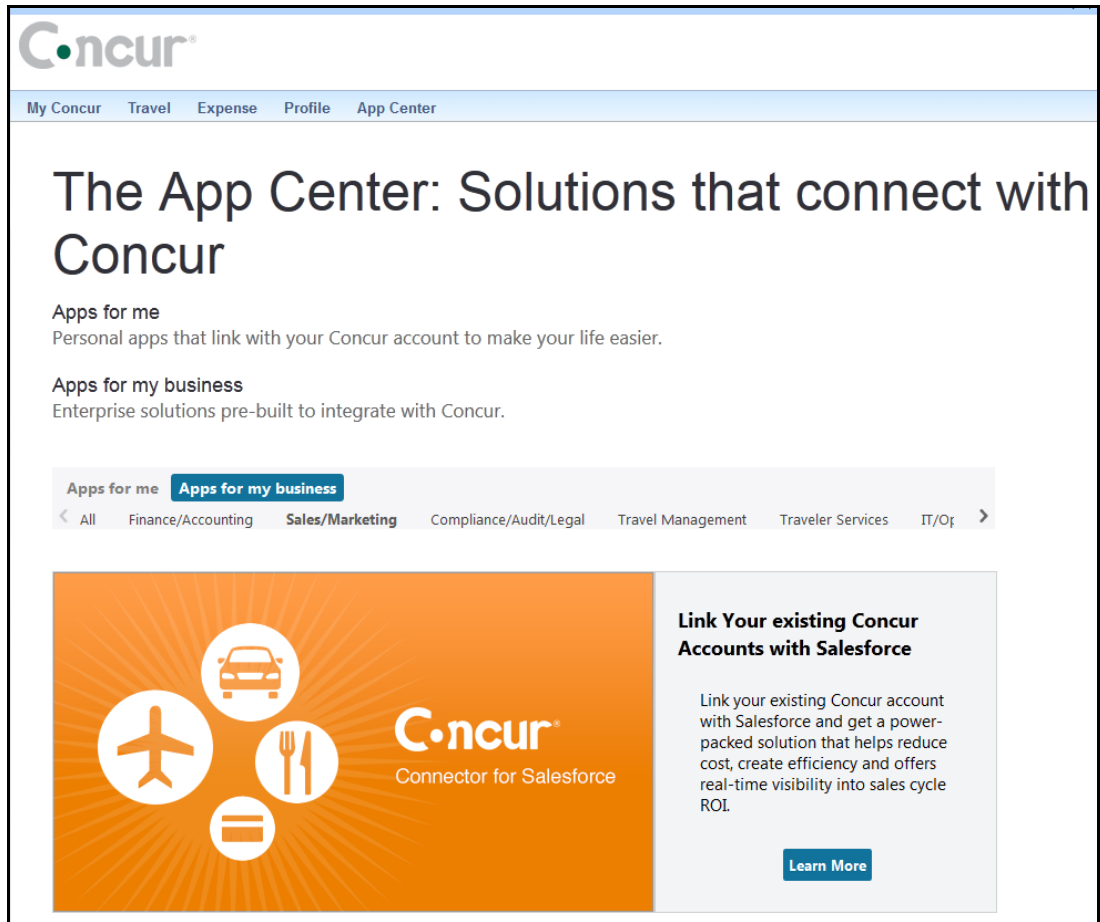 Concur®
My Concur Travel Expense Profile App Center
The App Center: Solutions that connect with
Concur
Apps for me
Personal apps that link with your Concur account to make your life easier.
Apps for my business
Enterprise solutions pre-built to integrate with Concur.
Apps for me Apps for my business
All Finance/Accounting Sales/Marketing Compliance/Audit/Legal Travel Management Traveler Services
Concur®
Connector for Salesforce
Link Your existing Concur
Accounts with Salesforce
Link your existing Concur account
with Salesforce and get a power-
packed solution that helps reduce
cost, create efficiency and offers
real-time visibility into sales cycle
ROI.
Learn More